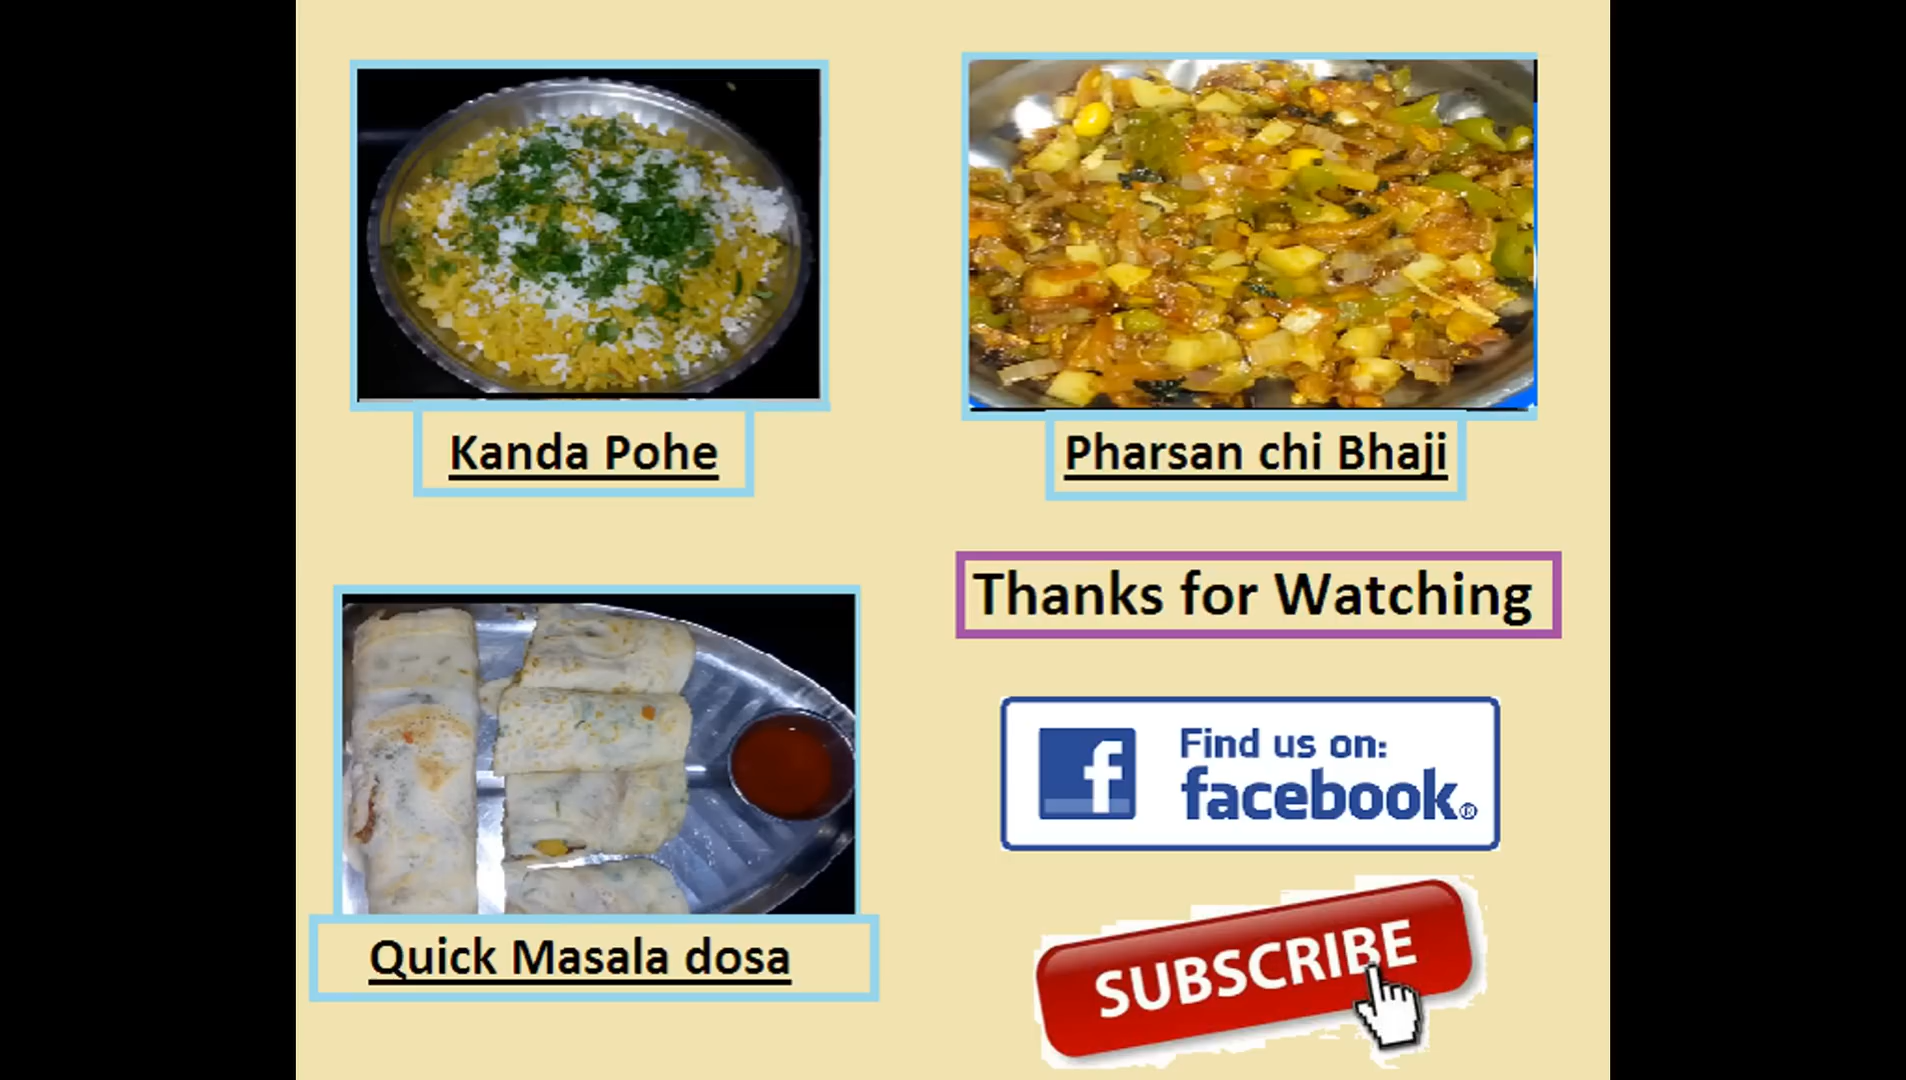 Kanda Pohe
Pharsan chi Bhaji
Thanks for Watching
Find us on:
facebook®
Quick Masala dosa
SUBSCRIBE